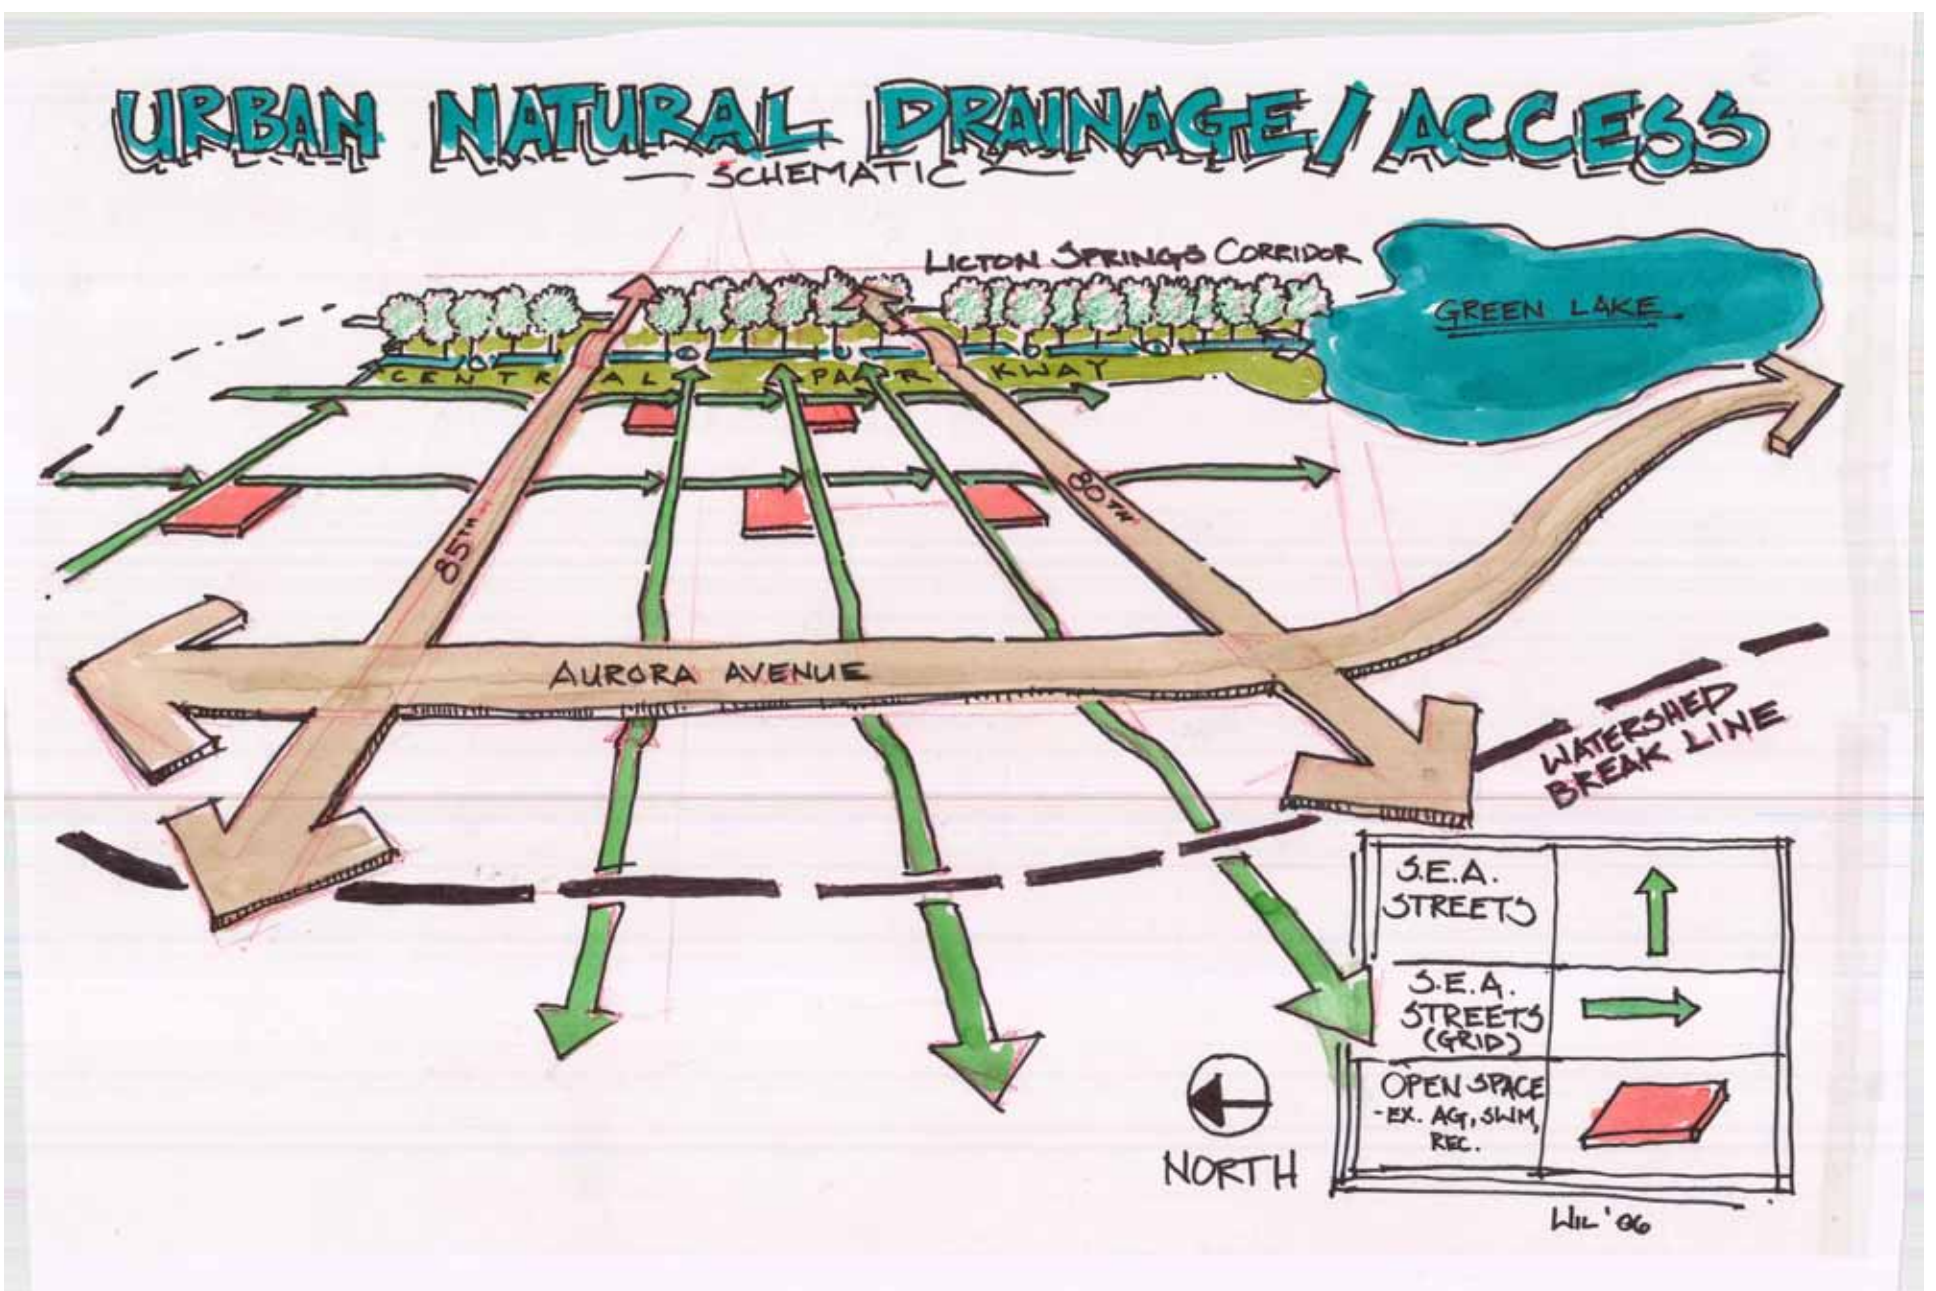 URBAN NATURAL DRAINAGE/ACCESS
— SCHEMATIC —
LICTON SPRINGS CORRIDOR
GREEN LAKE
CENTRAL PARKWAY
85TH
80TH
AURORA AVENUE
WATERSHED
BREAK LINE
S.E.A.
STREETS
S.E.A.
STREETS
(GRID)
OPEN SPACE
-EX. AG, SWM,
REC.
NORTH
WIL '06